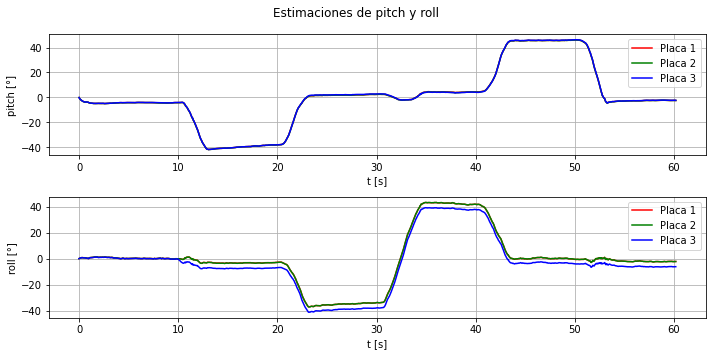 Estimaciones de pitch y roll
40
20
0
−20
−40
pitch [°]
Placa 1
Placa 2
Placa 3
0 10 20 30 40 50 60
t [s]
40
20
0
−20
−40
roll [°]
Placa 1
Placa 2
Placa 3
0 10 20 30 40 50 60
t [s]